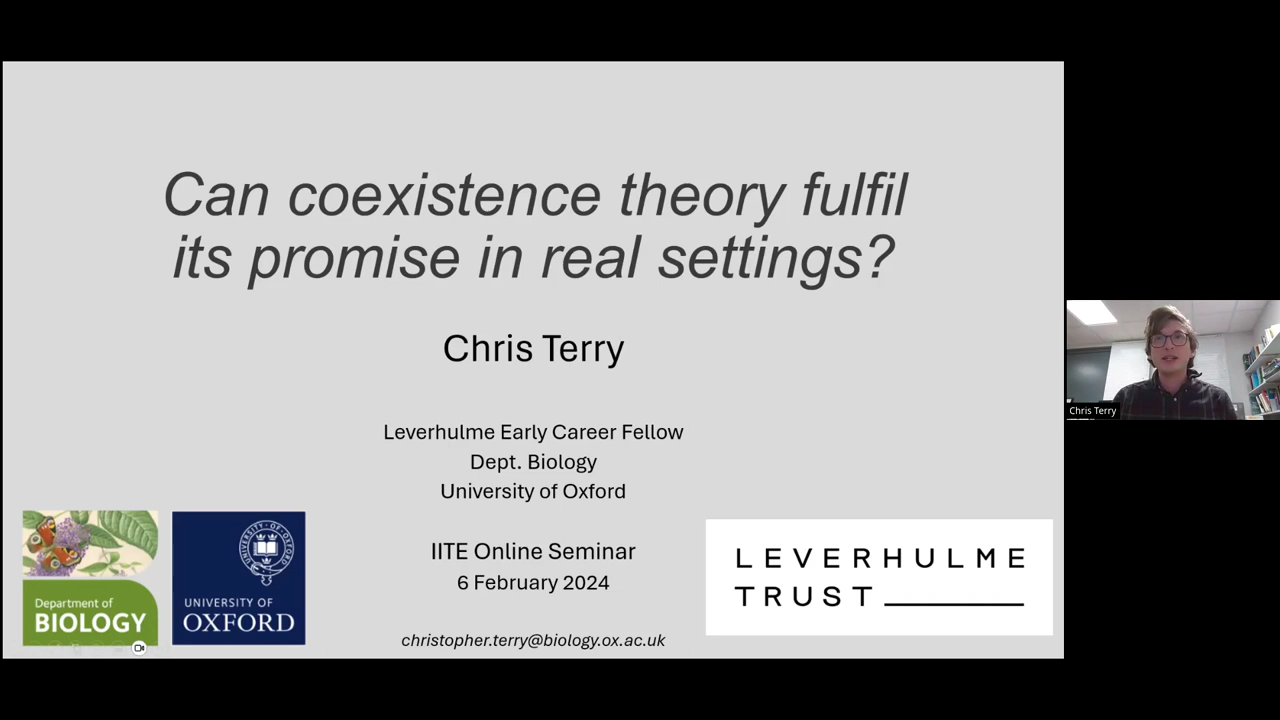 Can coexistence theory fulfil
its promise in real settings?
Chris Terry
Leverhulme Early Career Fellow
Dept. Biology
University of Oxford
IITE Online Seminar
6 February 2024
christopher.terry@biology.ox.ac.uk
Department of
BIOLOGY
UNIVERSITY OF
OXFORD
LEVERHULME
TRUST
Chris Terry